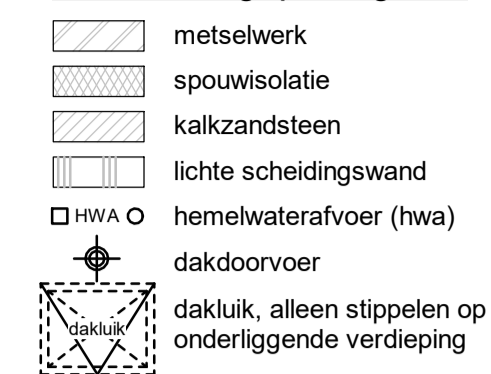 metselwerk
spouwisolatie
kalkzandsteen
lichte scheidingswand
HWA hemelwaterafvoer (hwa)
dakdoorvoer
dakluik dakluik, alleen stippelen op
onderliggende verdieping